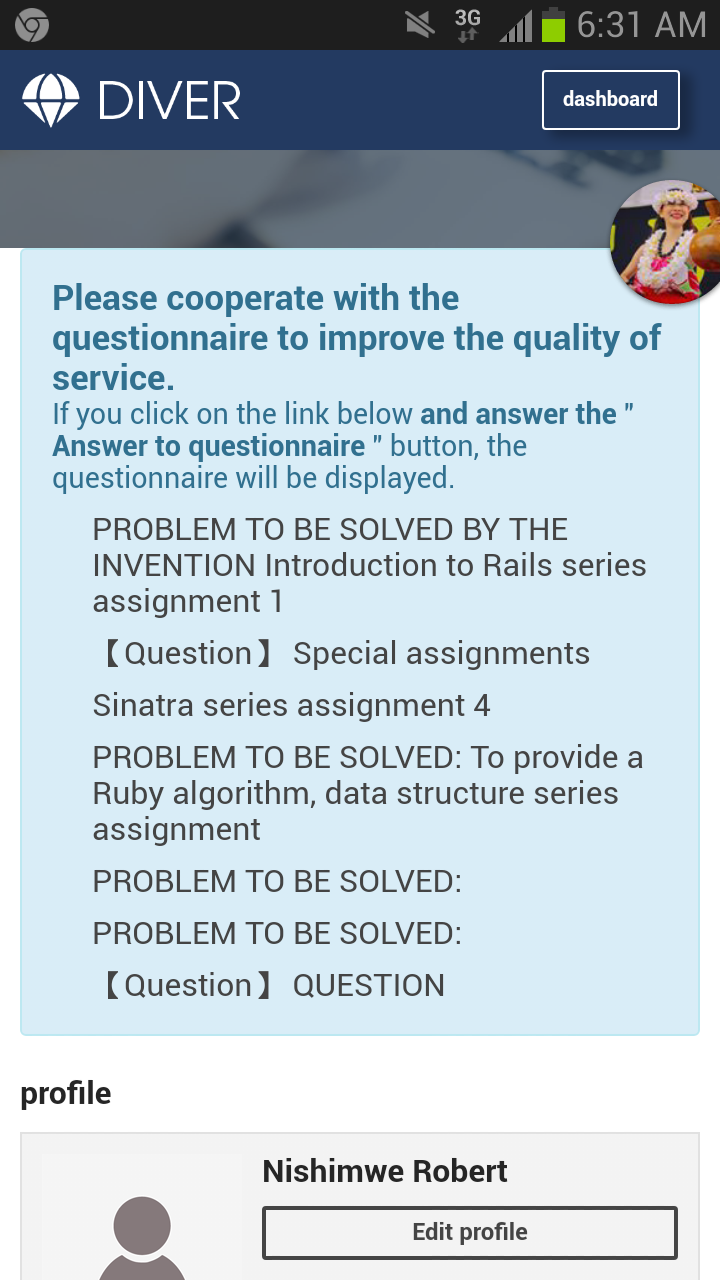 3G 6:31 AM
DIVER
dashboard
Please cooperate with the
questionnaire to improve the quality of
service.
If you click on the link below and answer the "
Answer to questionnaire " button, the
questionnaire will be displayed.
PROBLEM TO BE SOLVED BY THE
INVENTION Introduction to Rails series
assignment 1
【Question】 Special assignments
Sinatra series assignment 4
PROBLEM TO BE SOLVED: To provide a
Ruby algorithm, data structure series
assignment
PROBLEM TO BE SOLVED:
PROBLEM TO BE SOLVED:
【Question】 QUESTION
profile
Nishimwe Robert
Edit profile